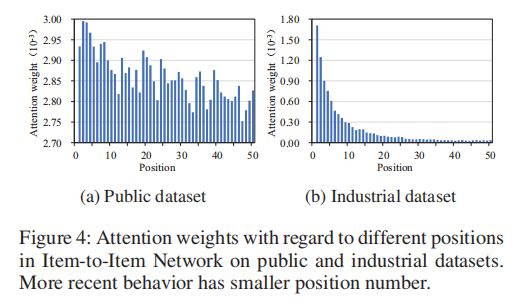 Attention weight (10⁻³)
3.00
2.95
2.90
2.85
2.80
2.75
2.70
0 10 20 30 40 50
Position
(a) Public dataset
Attention weight (10⁻³)
1.80
1.50
1.20
0.90
0.60
0.30
0.00
0 10 20 30 40 50
Position
(b) Industrial dataset
Figure 4: Attention weights with regard to different positions
in Item-to-Item Network on public and industrial datasets.
More recent behavior has smaller position number.